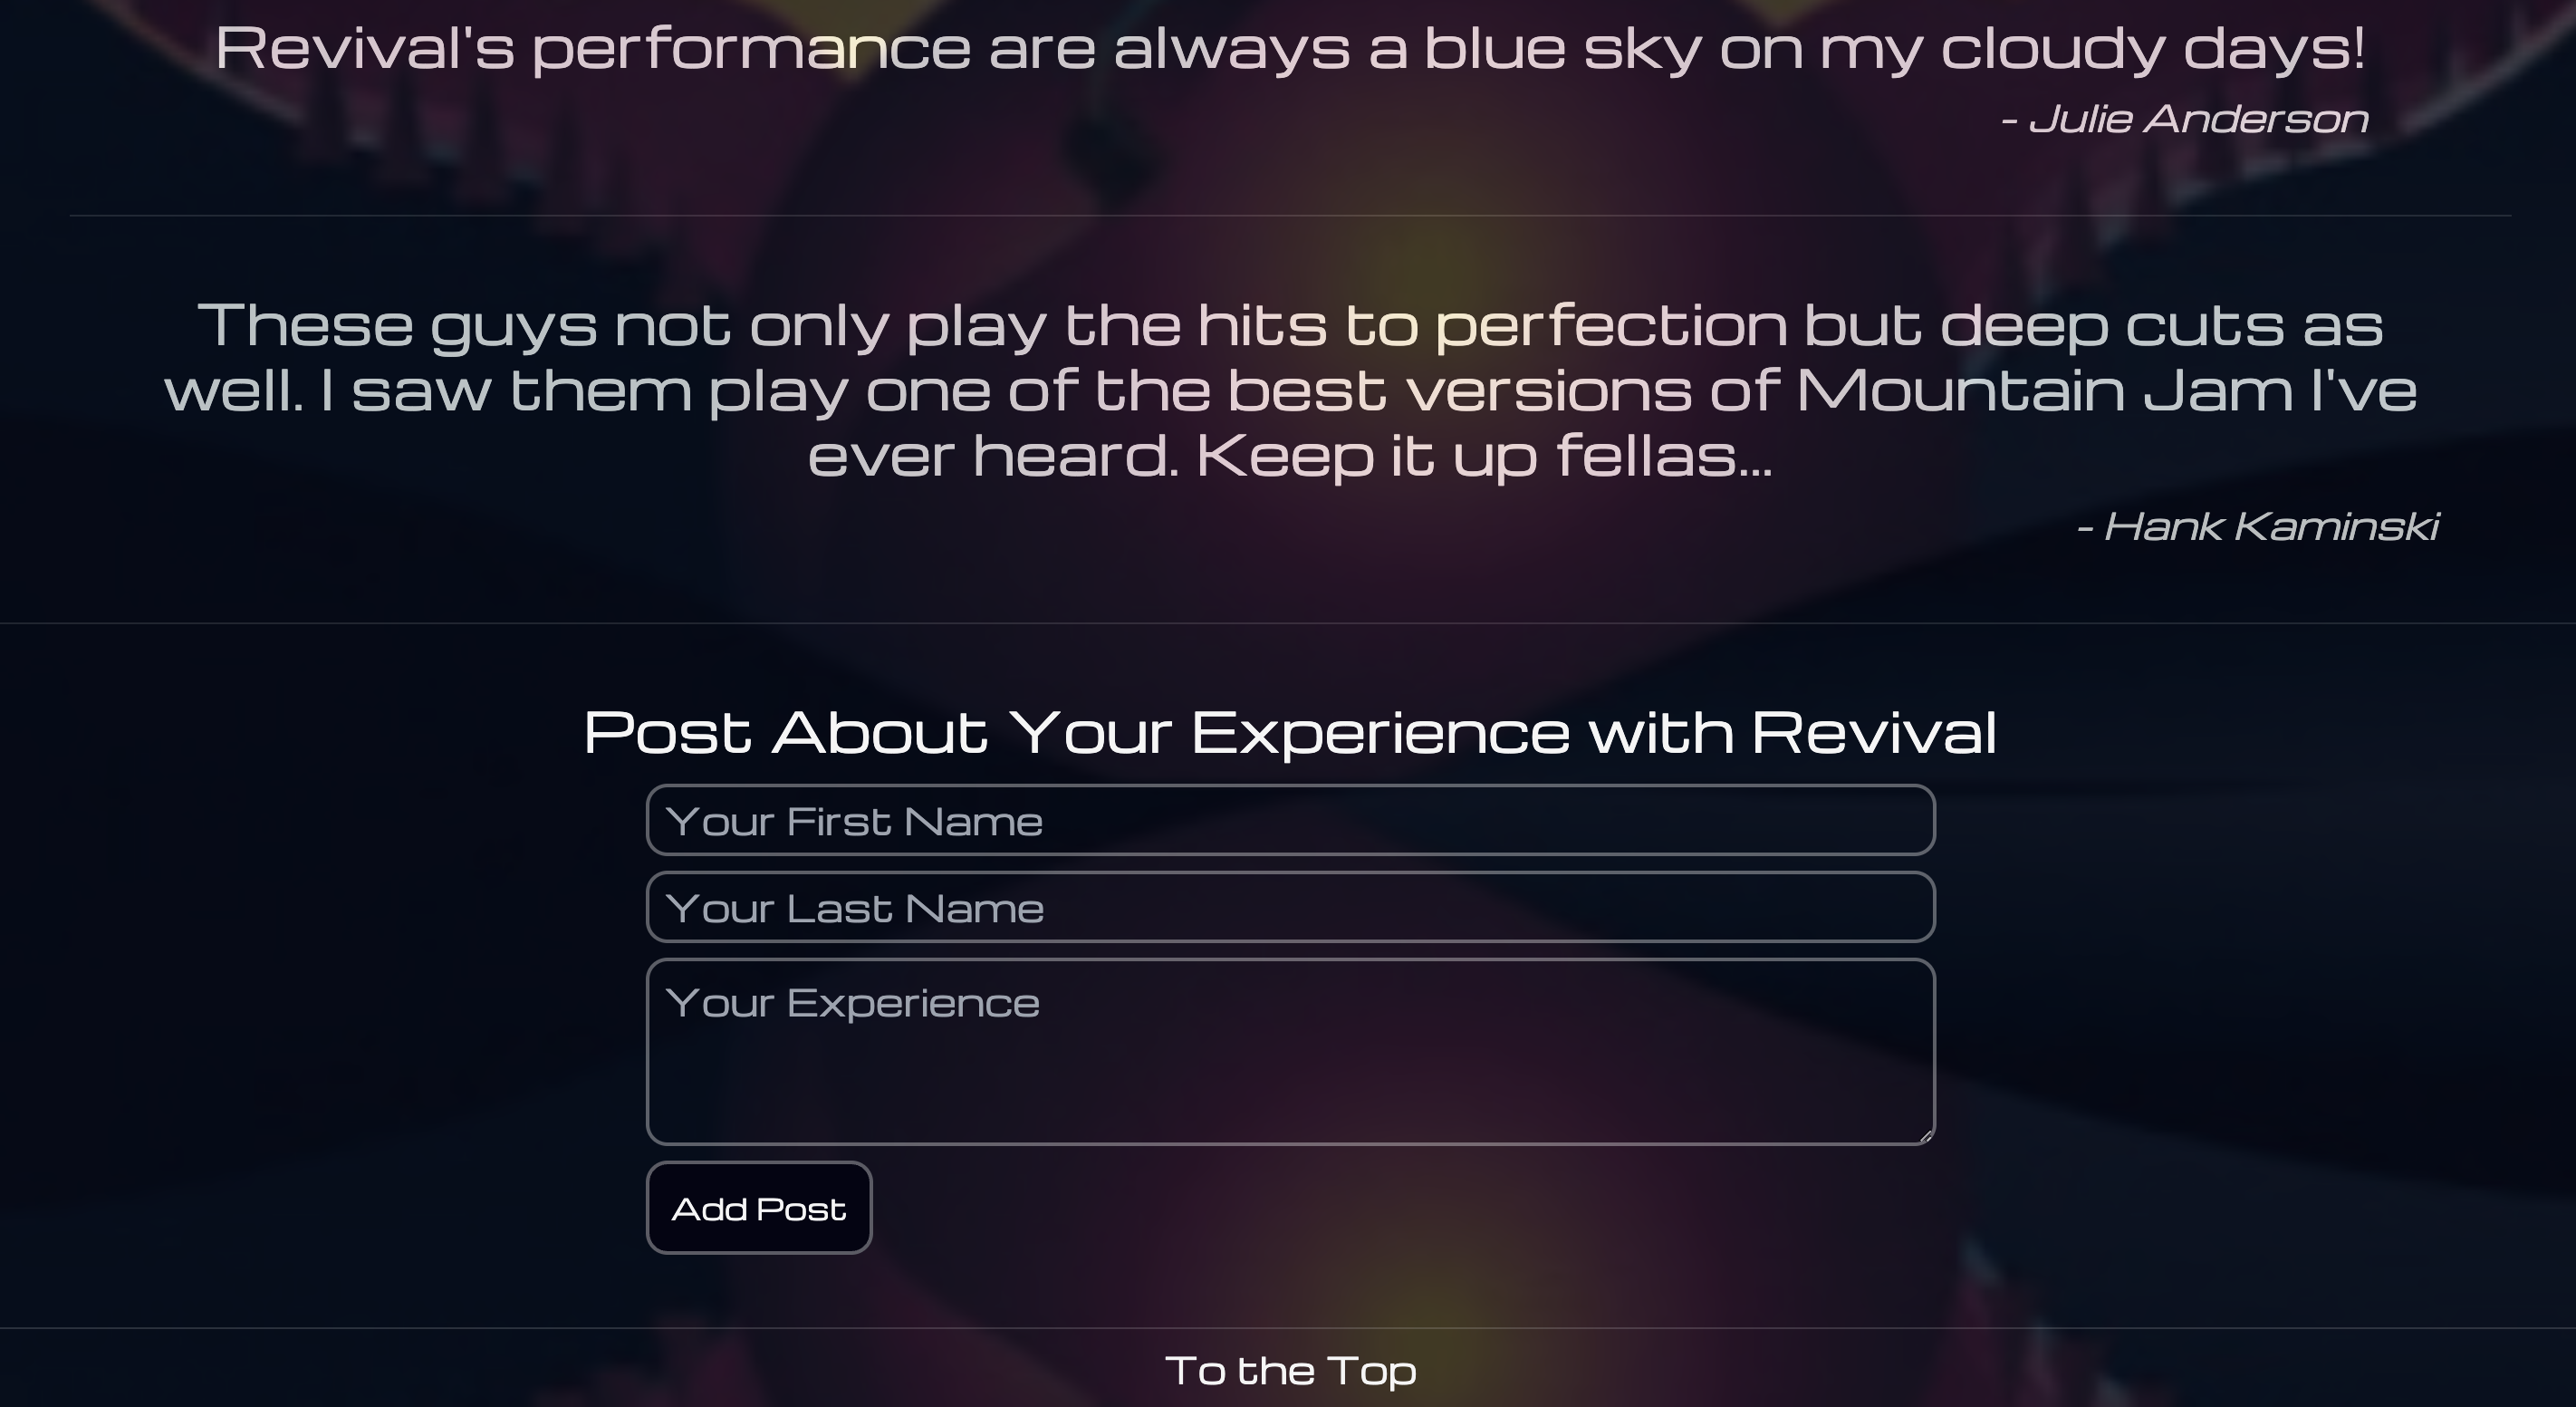 Revival's performance are always a blue sky on my cloudy days!
- Julie Anderson
These guys not only play the hits to perfection but deep cuts as
well. I saw them play one of the best versions of Mountain Jam I've
ever heard. Keep it up fellas...
- Hank Kaminski
Post About Your Experience with Revival
Your First Name
Your Last Name
Your Experience
Add Post
To the Top